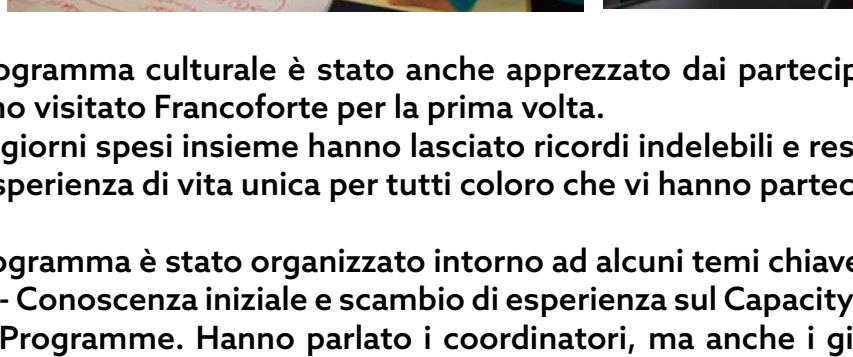 ogramma culturale è stato anche apprezzato dai partecip
no visitato Francoforte per la prima volta.
giorni spesi insieme hanno lasciato ricordi indelebili e res
sperienza di vita unica per tutti coloro che vi hanno partec
ogramma è stato organizzato intorno ad alcuni temi chiave
- Conoscenza iniziale e scambio di esperienza sul Capacity
Programme. Hanno parlato i coordinatori, ma anche i gi